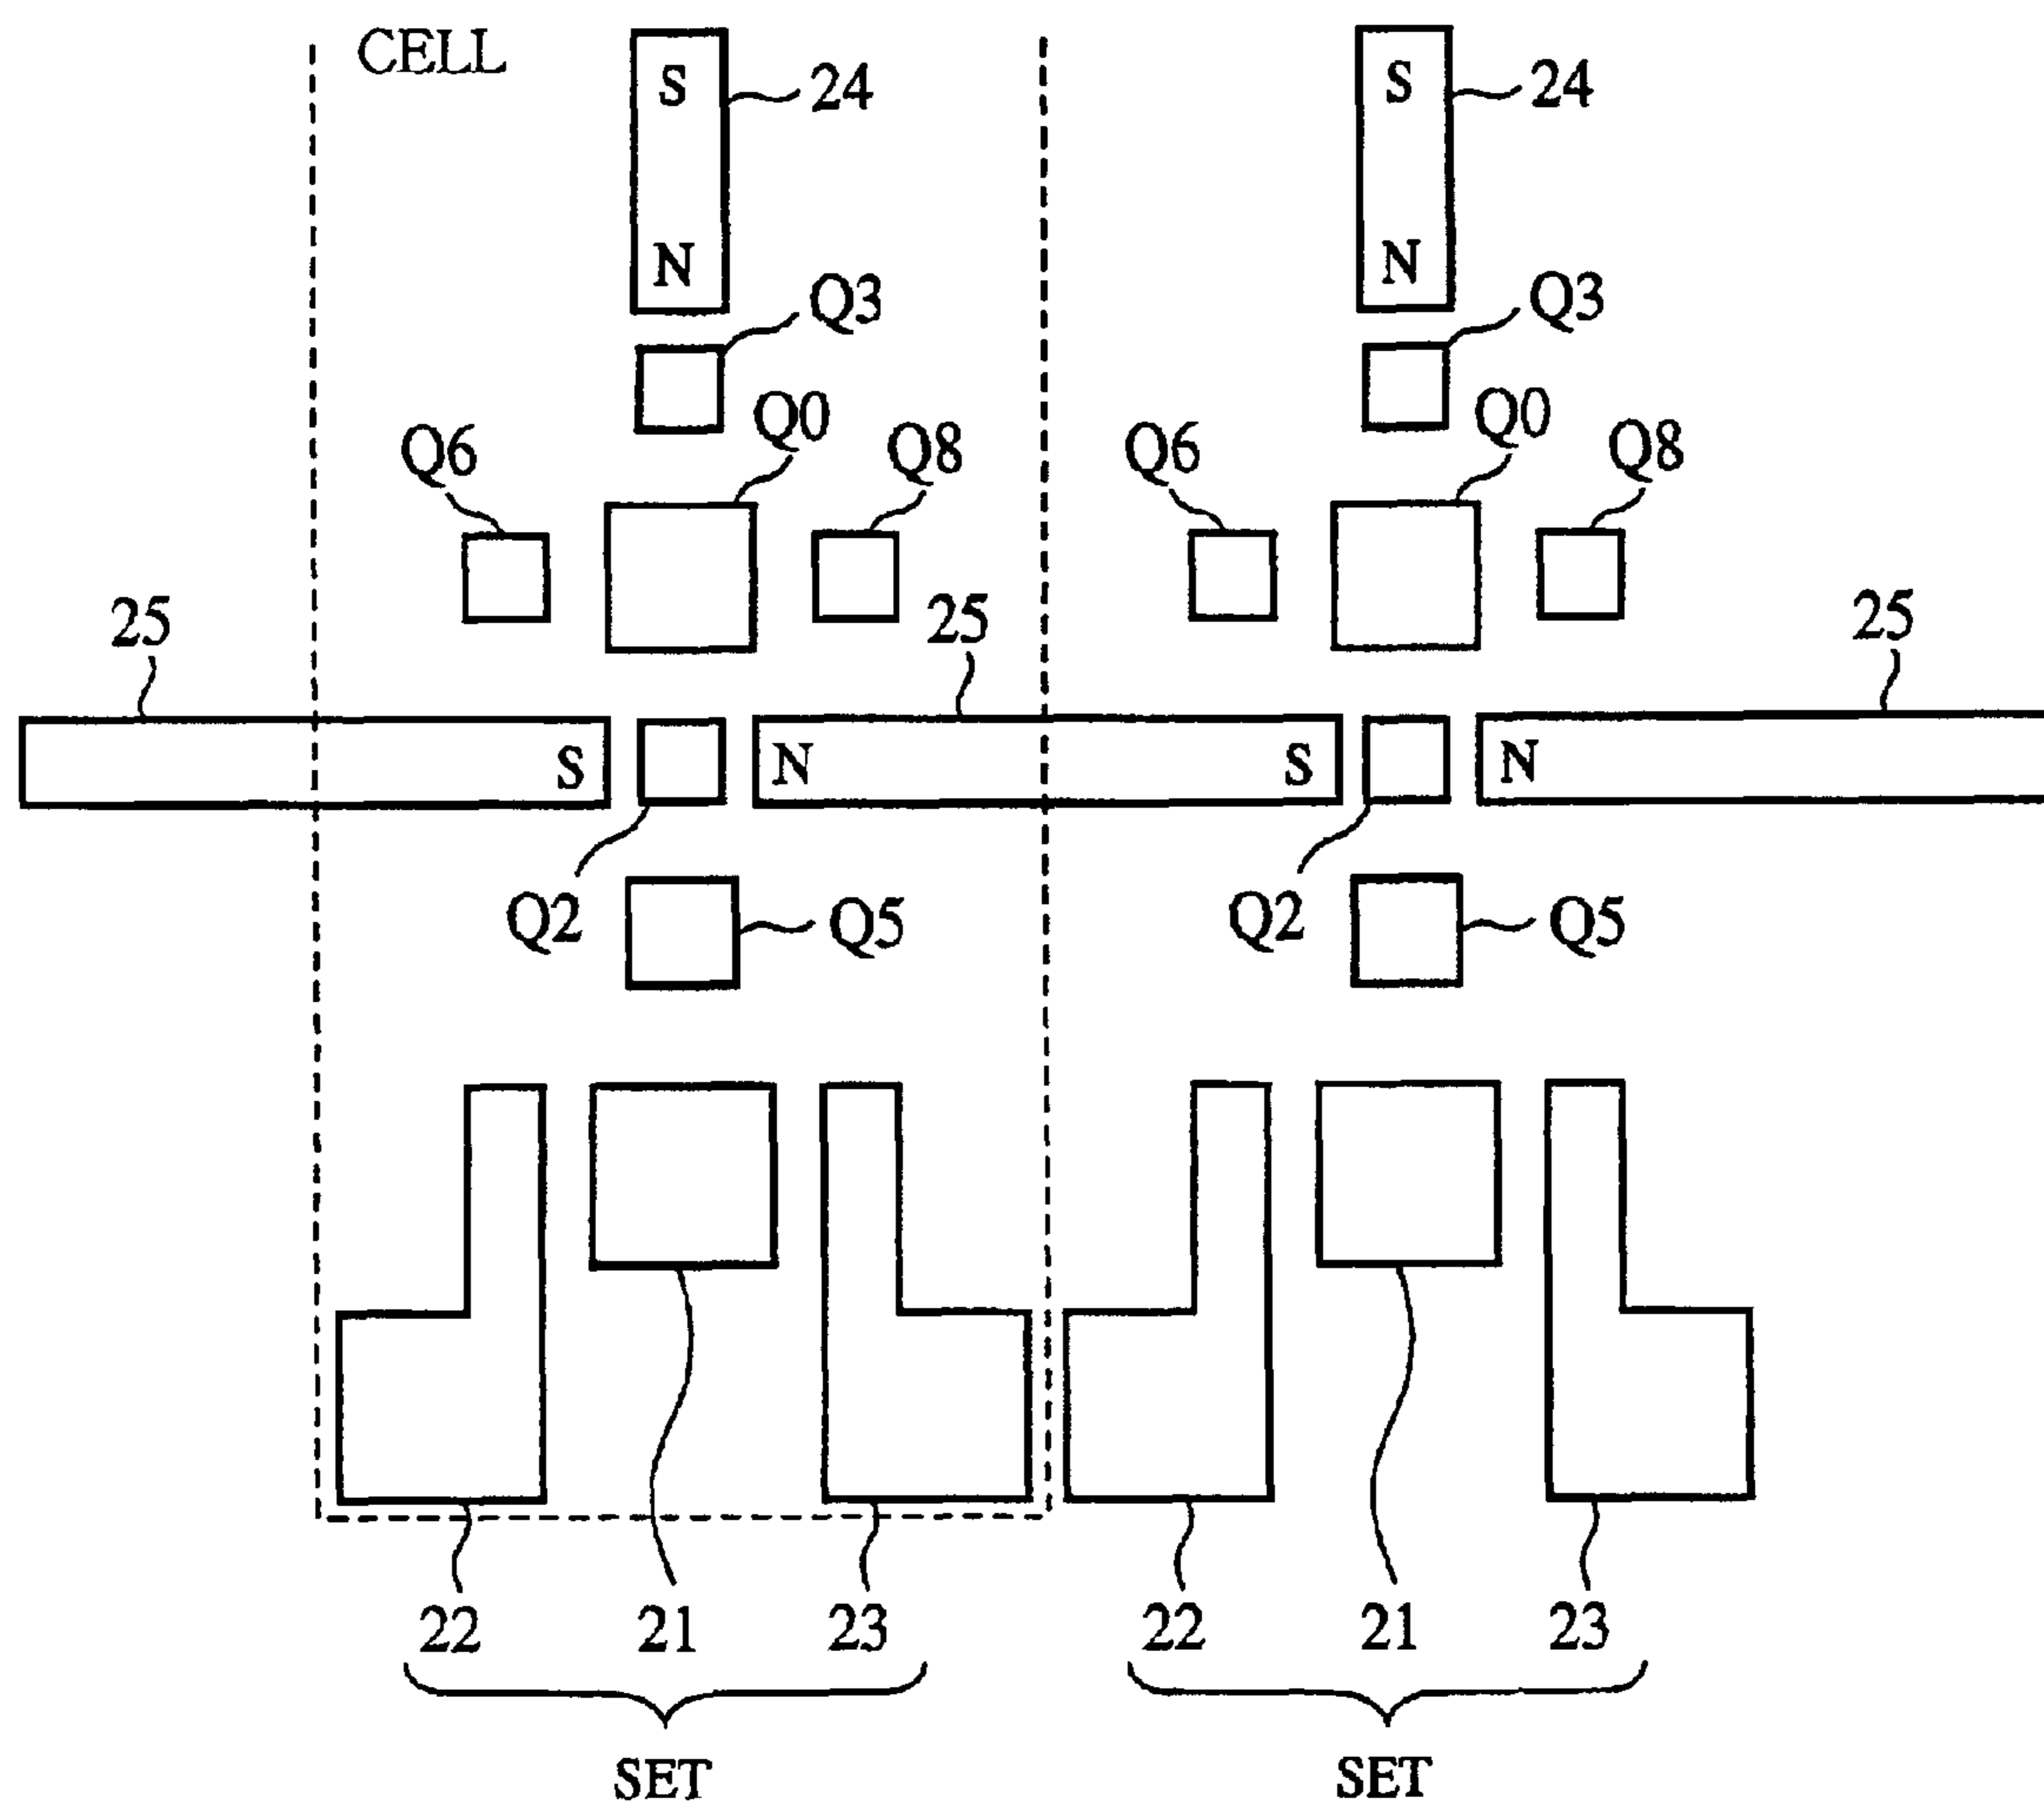 CELL
S 24 S 24
N N
Q3 Q3
Q0 Q0
Q6 Q8 Q6 Q8
25 25 25
S N S N
Q2 Q5 Q2 Q5
22 21 23 22 21 23
SET SET